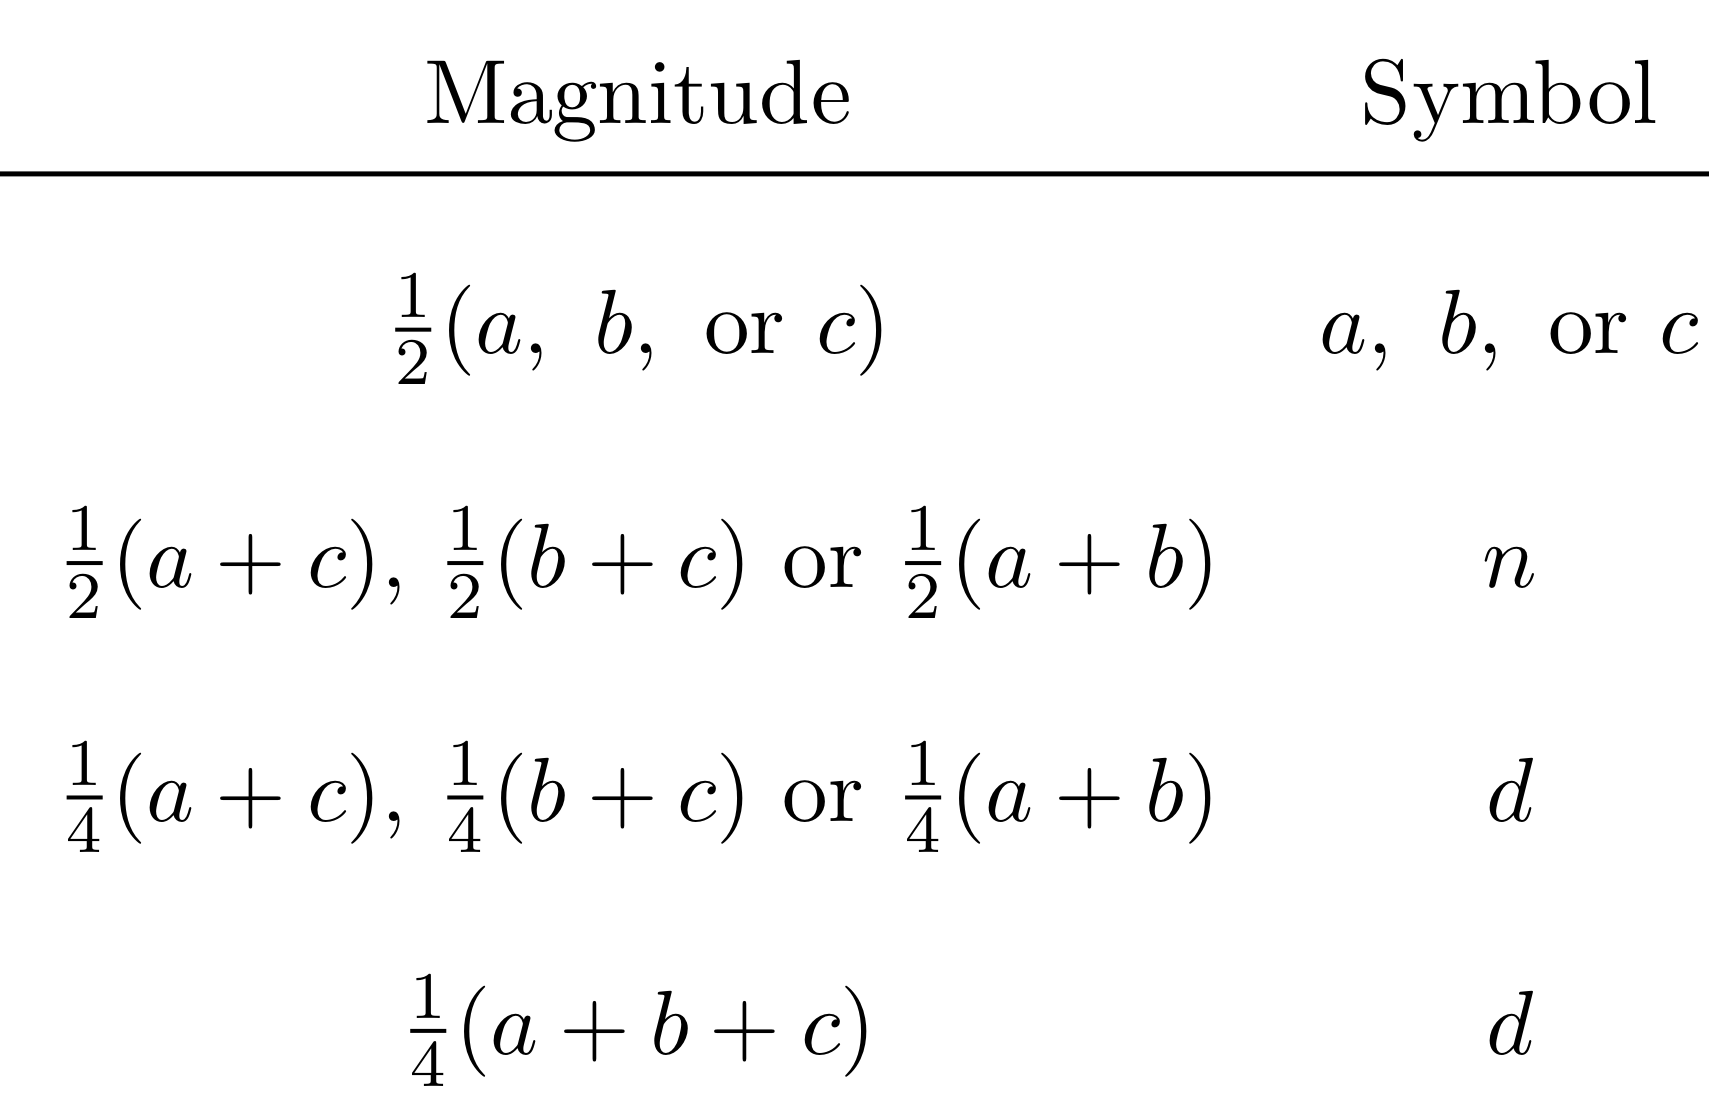 Magnitude Symbol
1/2(a, b, or c) a, b, or c
1/2(a + c), 1/2(b + c) or 1/2(a + b) n
1/4(a + c), 1/4(b + c) or 1/4(a + b) d
1/4(a + b + c) d